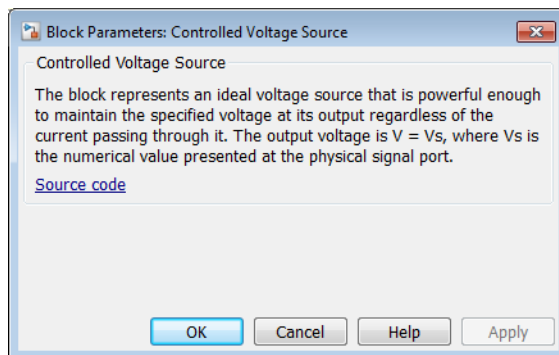 Block Parameters: Controlled Voltage Source
Controlled Voltage Source
The block represents an ideal voltage source that is powerful enough
to maintain the specified voltage at its output regardless of the
current passing through it. The output voltage is V = Vs, where Vs is
the numerical value presented at the physical signal port.
Source code
OK Cancel Help Apply